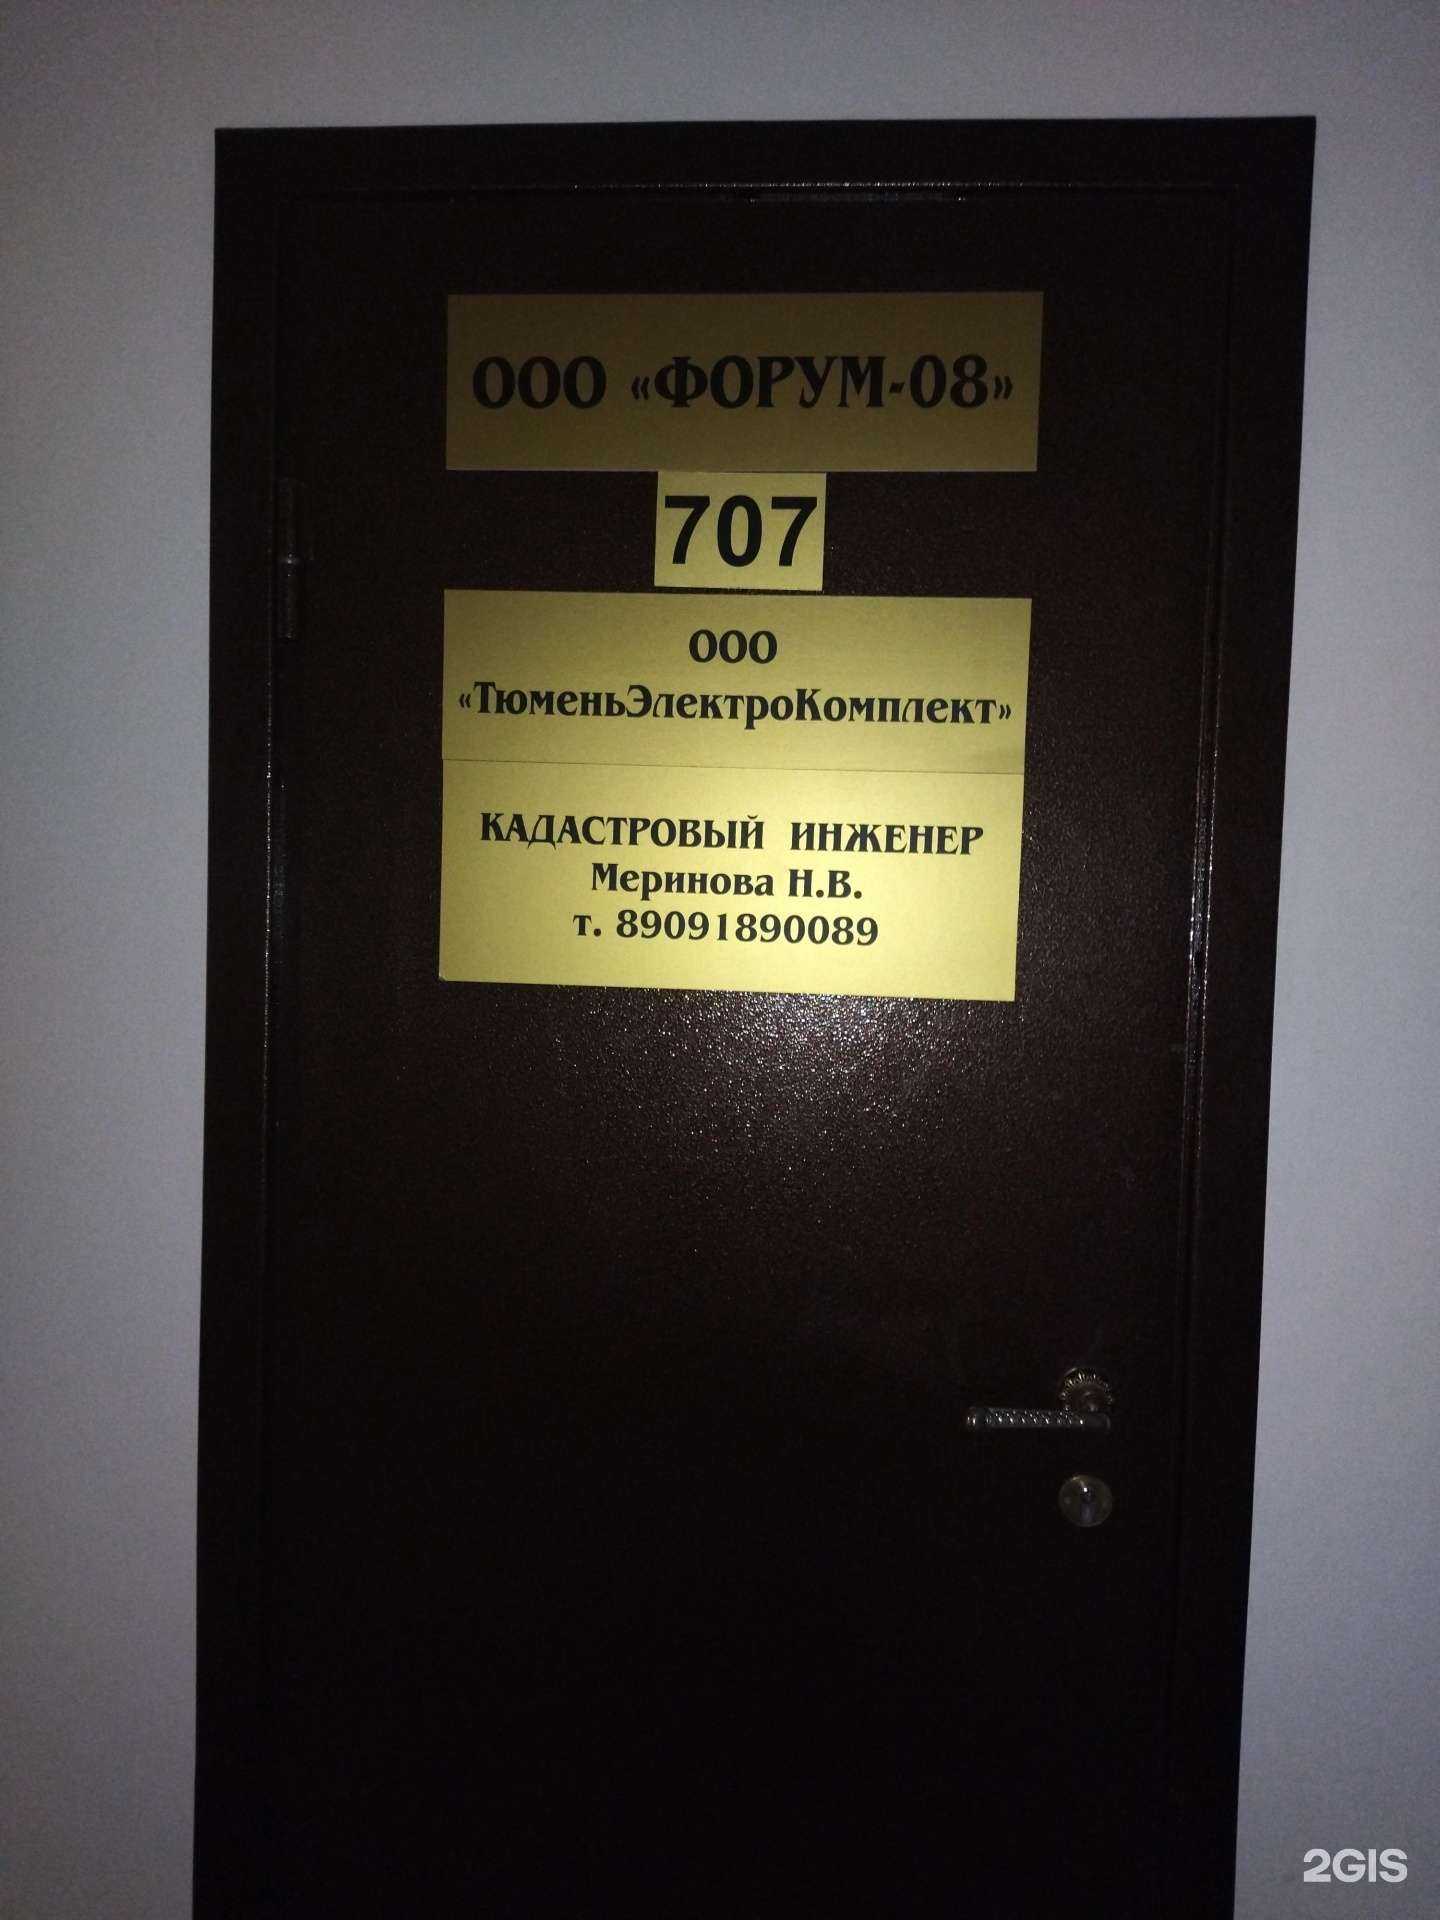 ООО «ФОРУМ-08»
707
ООО
«ТюменьЭлектроКомплект»
КАДАСТРОВЫЙ ИНЖЕНЕР
Меринова Н.В.
т. 89091890089
2GIS